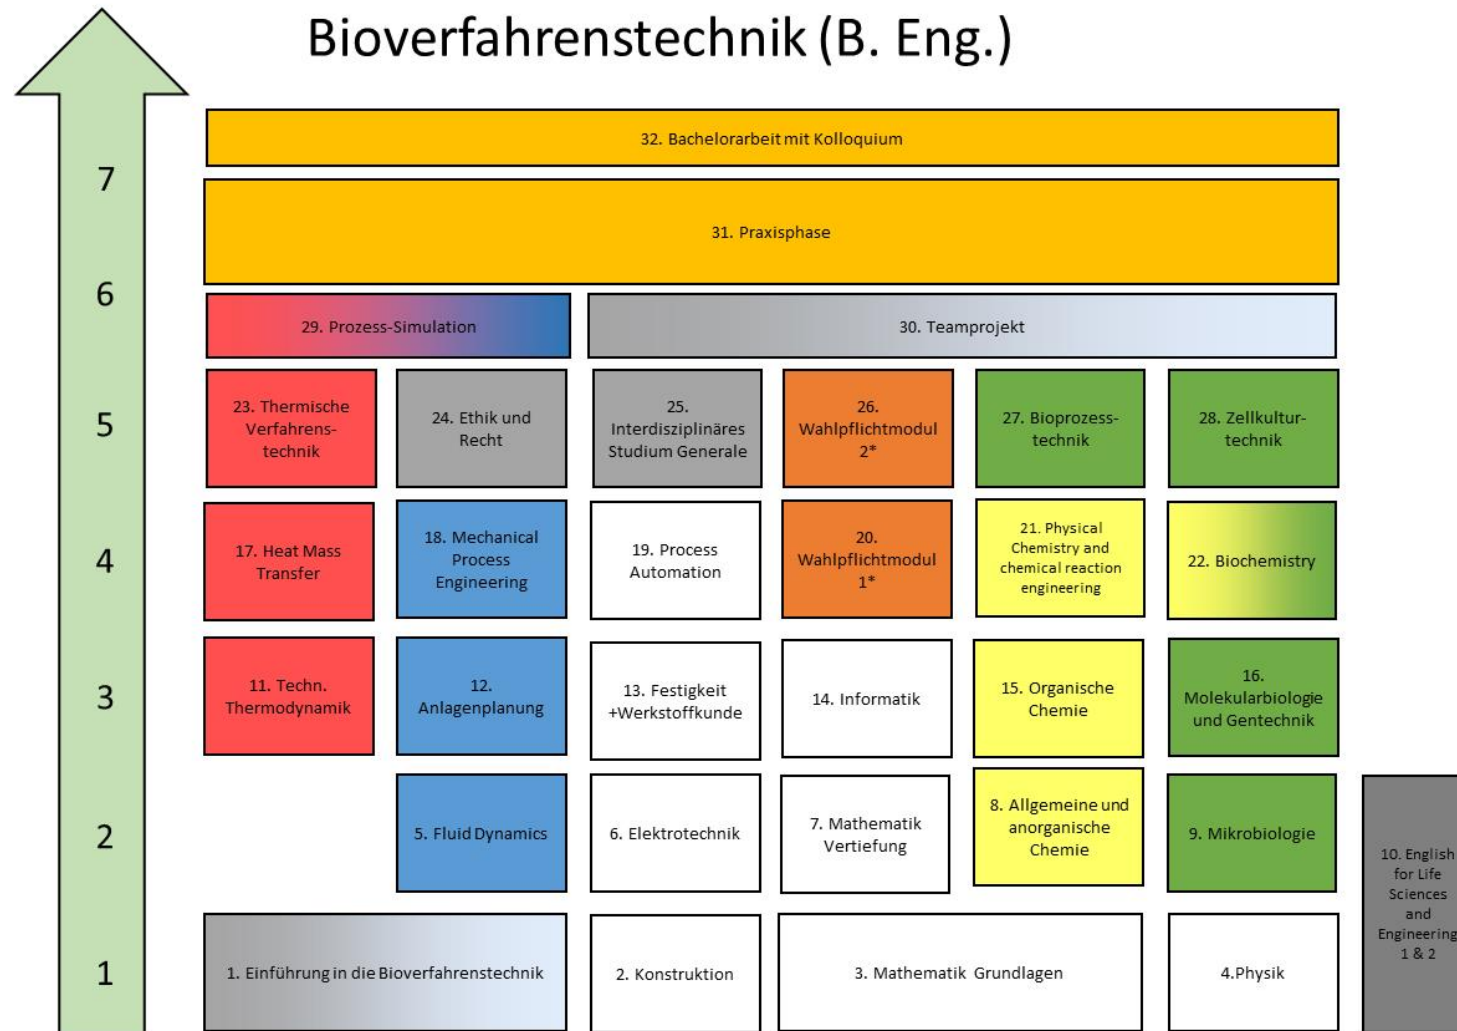 Bioverfahrenstechnik (B. Eng.)
32. Bachelorarbeit mit Kolloquium
7
31. Praxisphase
6
29. Prozess-Simulation
30. Teamprojekt
5
23. Thermische
Verfahrens-
technik
24. Ethik und
Recht
25.
Interdisziplinäres
Studium Generale
26.
Wahlpflichtmodul
2*
27. Bioprozess-
technik
28. Zellkultur-
technik
4
17. Heat Mass
Transfer
18. Mechanical
Process
Engineering
19. Process
Automation
20.
Wahlpflichtmodul
1*
21. Physical
Chemistry and
chemical reaction
engineering
22. Biochemistry
3
11. Techn.
Thermodynamik
12.
Anlagenplanung
13. Festigkeit
+Werkstoffkunde
14. Informatik
15. Organische
Chemie
16.
Molekularbiologie
und Gentechnik
2
5. Fluid Dynamics
6. Elektrotechnik
7. Mathematik
Vertiefung
8. Allgemeine und
anorganische
Chemie
9. Mikrobiologie
10. English
for Life
Sciences
and
Engineering
1 & 2
1
1. Einführung in die Bioverfahrenstechnik
2. Konstruktion
3. Mathematik Grundlagen
4.Physik